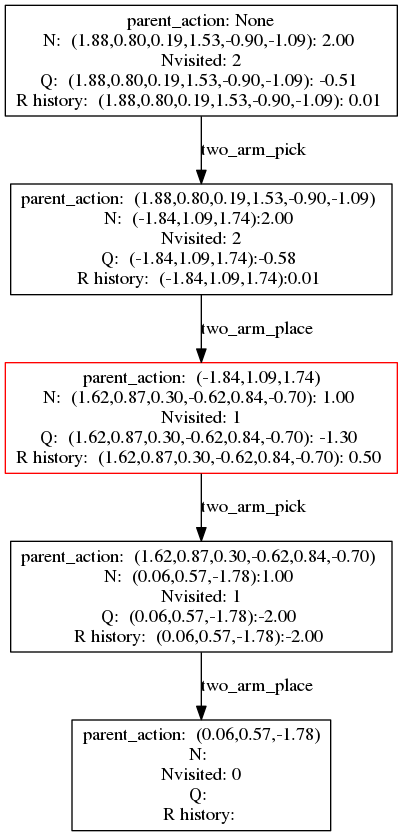 parent_action: None
N: (1.88,0.80,0.19,1.53,-0.90,-1.09): 2.00
Nvisited: 2
Q: (1.88,0.80,0.19,1.53,-0.90,-1.09): -0.51
R history: (1.88,0.80,0.19,1.53,-0.90,-1.09): 0.01
two_arm_pick
parent_action: (1.88,0.80,0.19,1.53,-0.90,-1.09)
N: (-1.84,1.09,1.74):2.00
Nvisited: 2
Q: (-1.84,1.09,1.74):-0.58
R history: (-1.84,1.09,1.74):0.01
two_arm_place
parent_action: (-1.84,1.09,1.74)
N: (1.62,0.87,0.30,-0.62,0.84,-0.70): 1.00
Nvisited: 1
Q: (1.62,0.87,0.30,-0.62,0.84,-0.70): -1.30
R history: (1.62,0.87,0.30,-0.62,0.84,-0.70): 0.50
two_arm_pick
parent_action: (1.62,0.87,0.30,-0.62,0.84,-0.70)
N: (0.06,0.57,-1.78):1.00
Nvisited: 1
Q: (0.06,0.57,-1.78):-2.00
R history: (0.06,0.57,-1.78):-2.00
two_arm_place
parent_action: (0.06,0.57,-1.78)
N:
Nvisited: 0
Q:
R history: